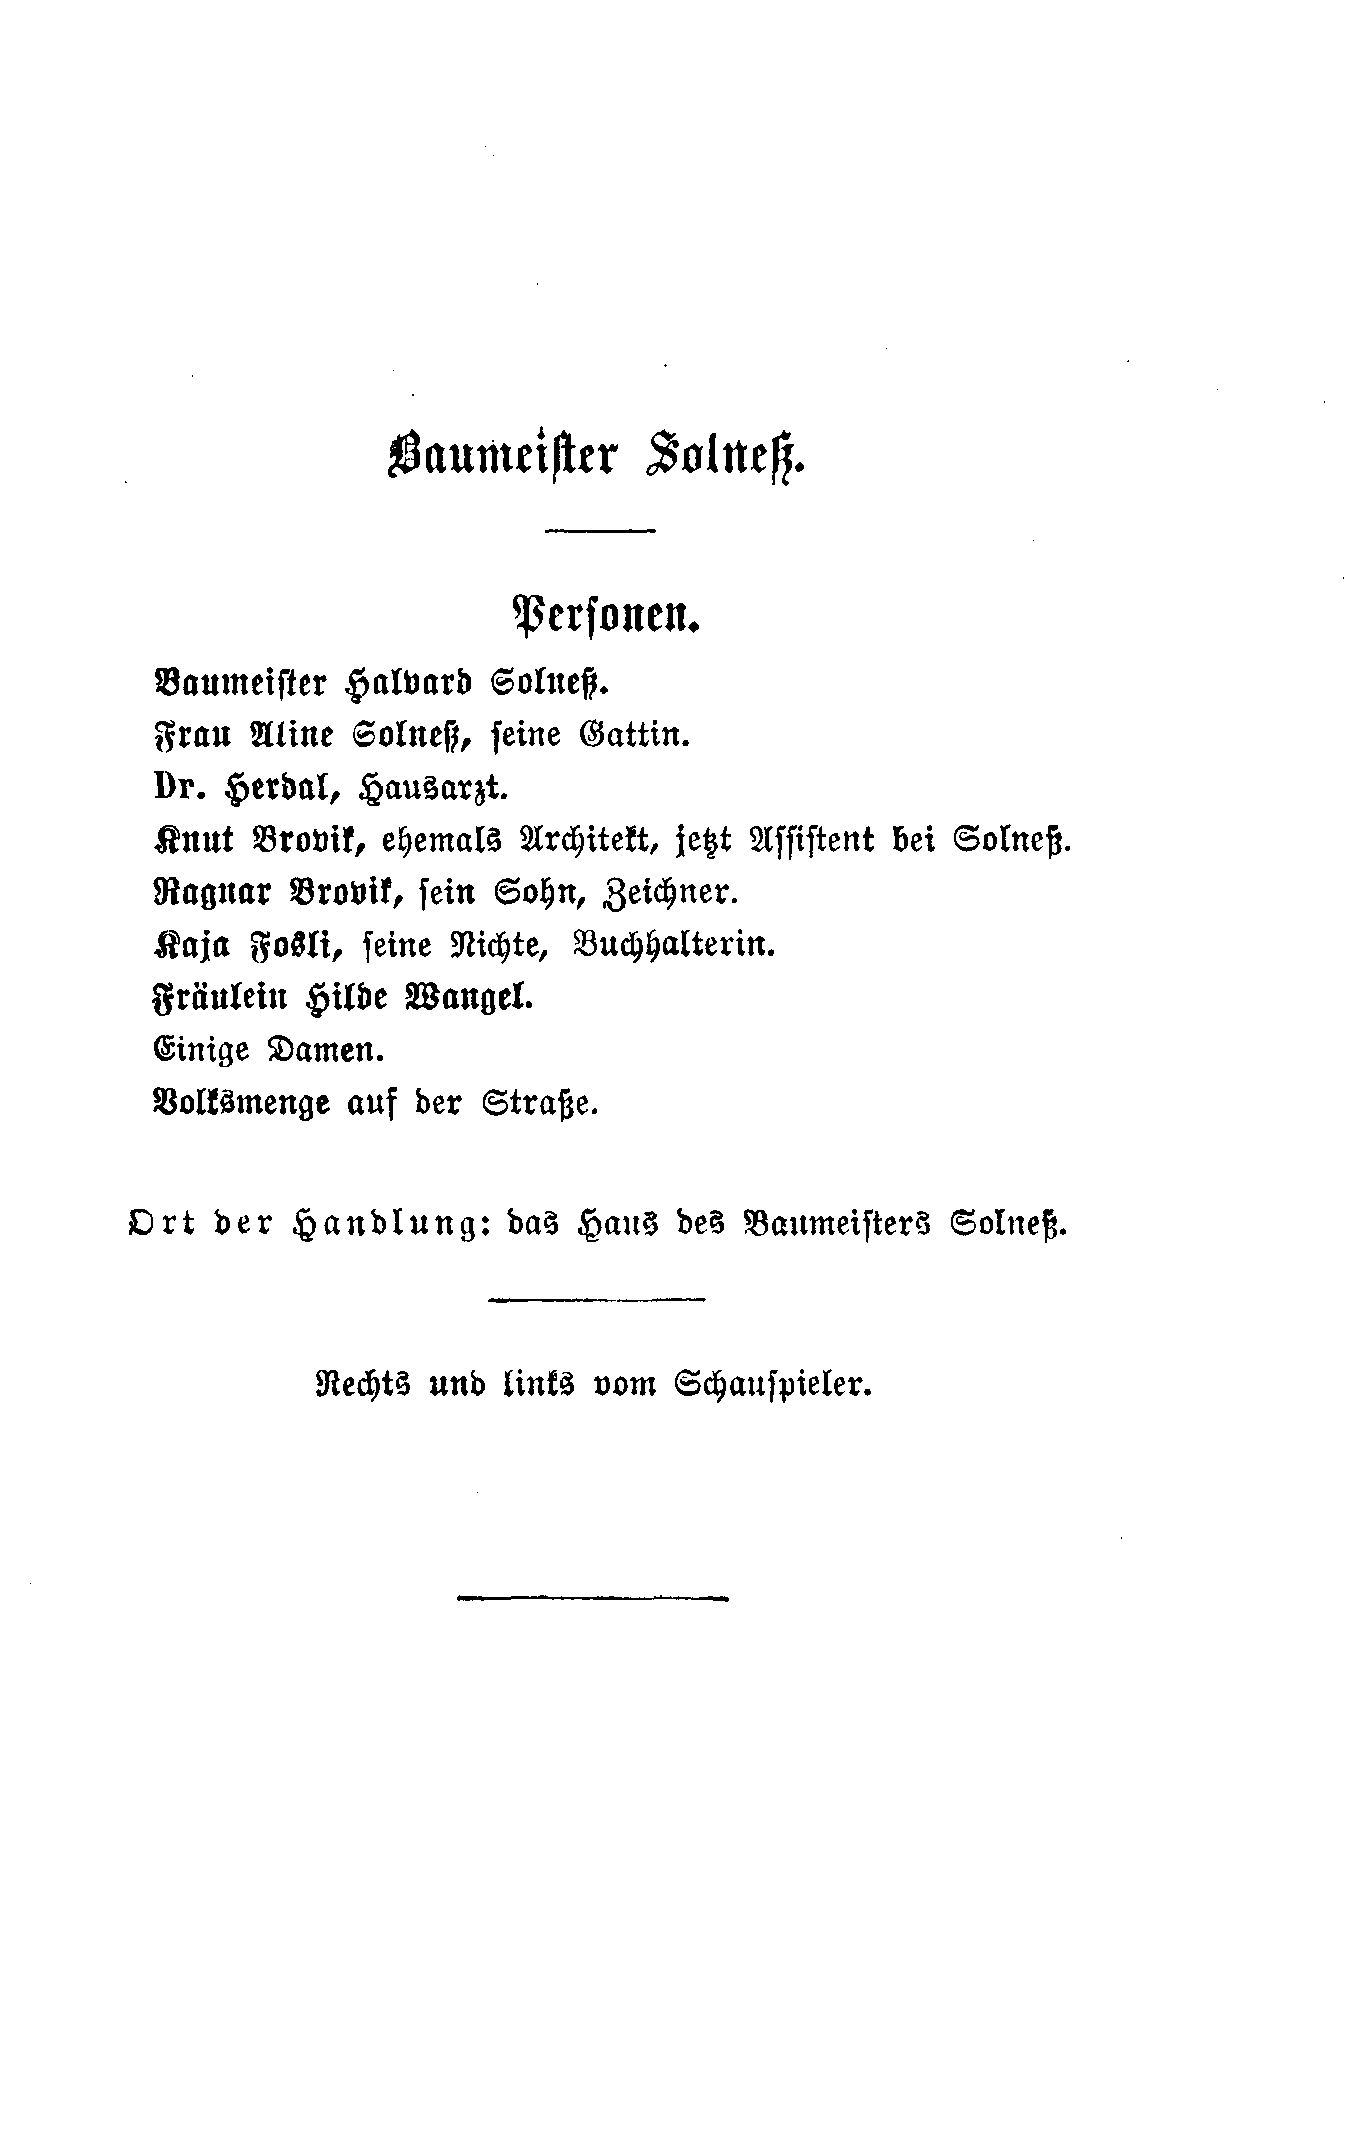 Baumeister Solneß.
Personen.
Baumeister Halvard Solneß.
Frau Aline Solneß, seine Gattin.
Dr. Herdal, Hausarzt.
Knut Brovik, ehemals Architekt, jetzt Assistent bei Solneß.
Ragnar Brovik, sein Sohn, Zeichner.
Kaja Fosli, seine Nichte, Buchhalterin.
Fräulein Hilde Wangel.
Einige Damen.
Volksmenge auf der Straße.
Ort der Handlung: das Haus des Baumeisters Solneß.
Rechts und links vom Schauspieler.